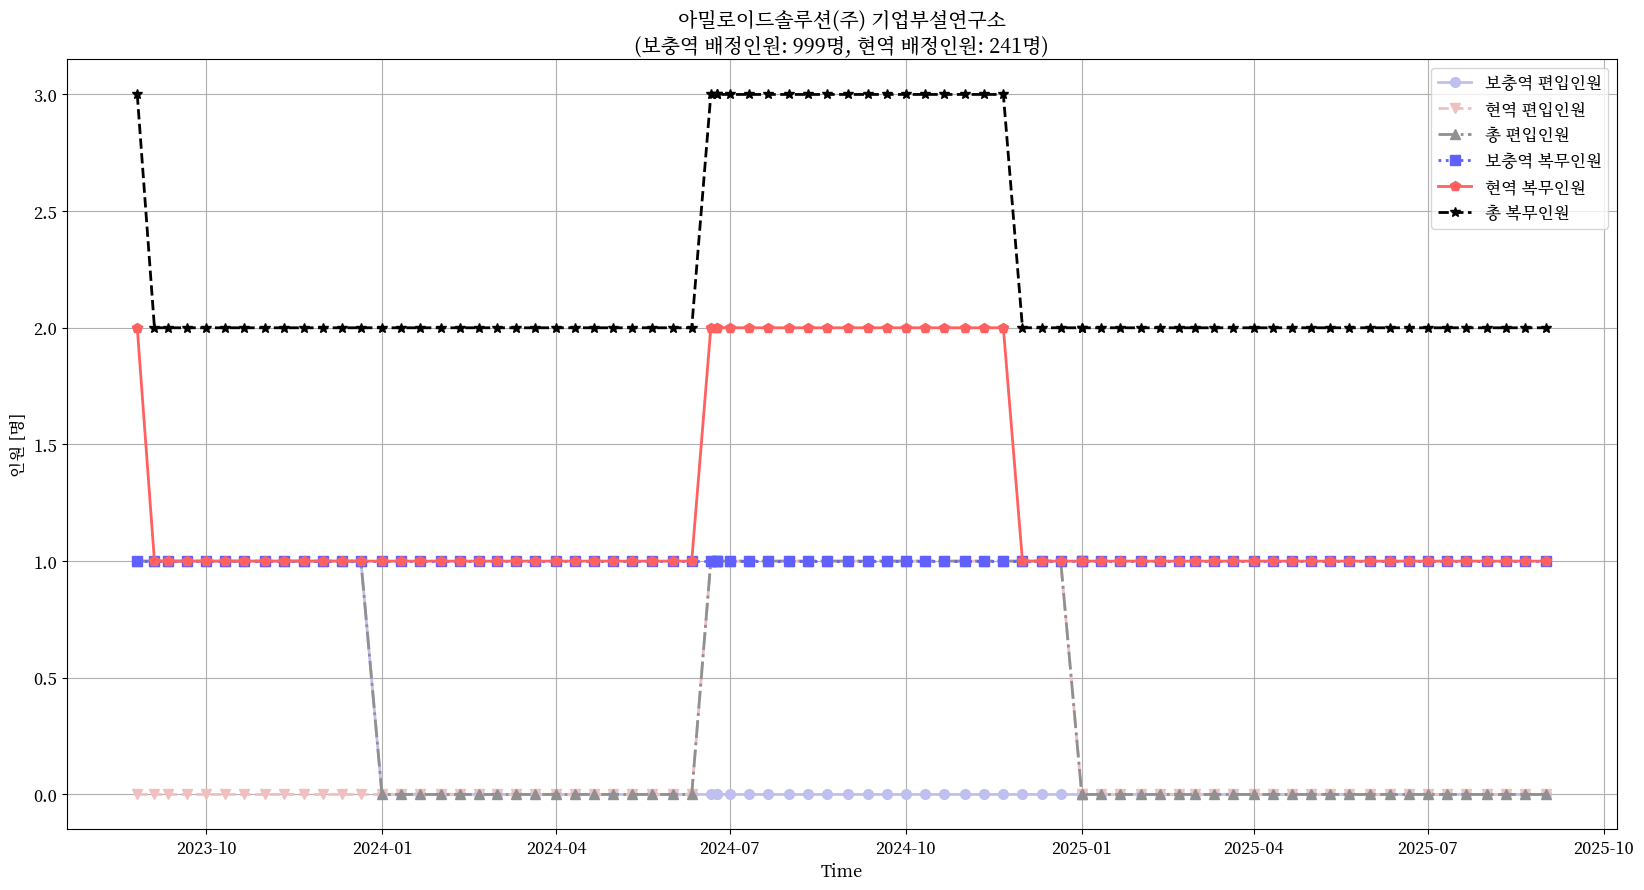 아밀로이드솔루션(주) 기업부설연구소
(보충역 배정인원: 999명, 현역 배정인원: 241명)
보충역 편입인원
현역 편입인원
총 편입인원
보충역 복무인원
현역 복무인원
총 복무인원
인원 [명]
3.0
2.5
2.0
1.5
1.0
0.5
0.0
2023-10
2024-01
2024-04
2024-07
2024-10
2025-01
2025-04
2025-07
2025-10
Time